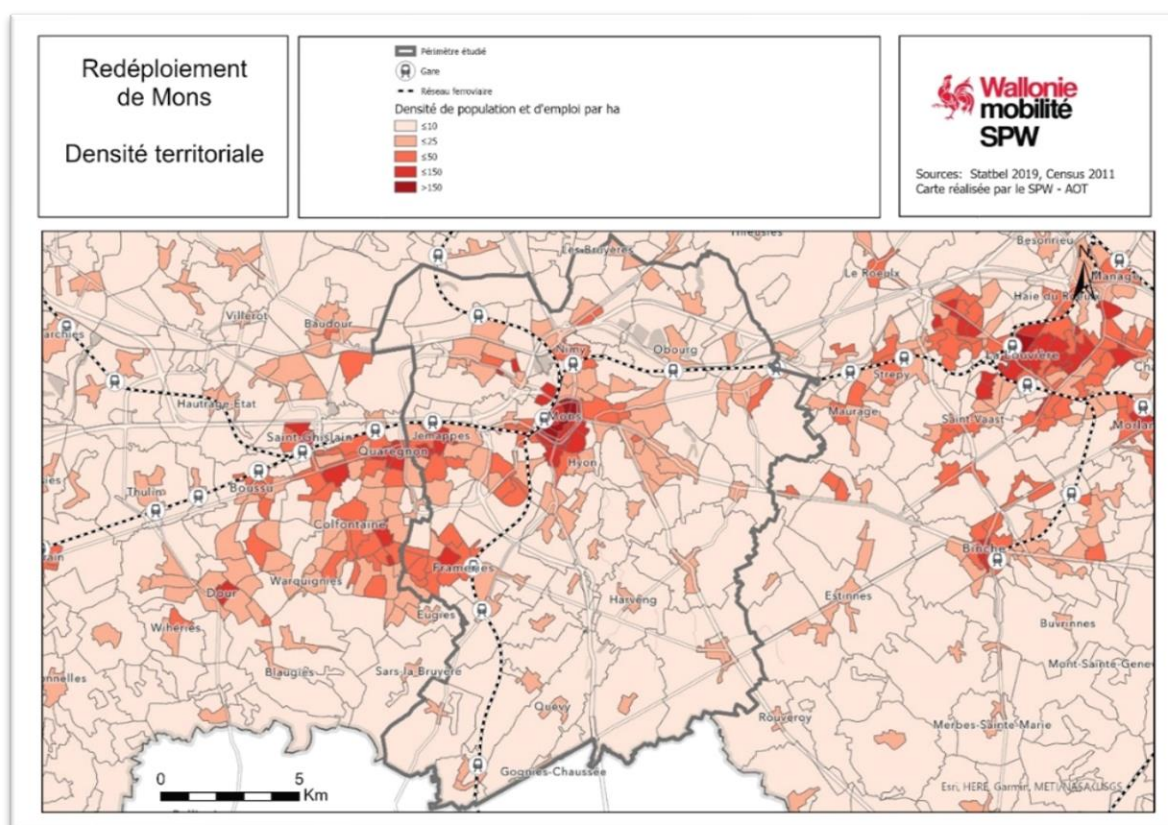 Redéploiement
de Mons
Densité territoriale
Périmètre étudié
Gare
Réseau ferroviaire
Densité de population et d'emploi par ha
≤10
≤25
≤50
≤150
>150
Wallonie
mobilité
SPW
Sources: Statbel 2019, Census 2011
Carte réalisée par le SPW - AOT
Les Bruyères
Besonrieu
N
Le Roeulx
Manage
Haie du Roeulx
Villerot
Baudour
Nimy
Obourg
La Louvière
Strepy
Hautrage-Etat
Mons
Maurage
Saint-Vaast
Saint-Ghislain
Jemappes
Quaregnon
Hyon
Boussu
Thulin
Colfontaine
Binche
Frameries
Warquignies
Dour
Harveng
Estinnes
Eugies
Wihéries
Buvrinnes
Blaugies
Sars-la-Bruyère
Mont-Sainte-Gene
onnelles
Quévy
Rouveroy
Merbes-Sainte-Marie
Gognies-Chaussée
0 5
Km
Esri, HERE, Garmin, METI/NASA, USGS